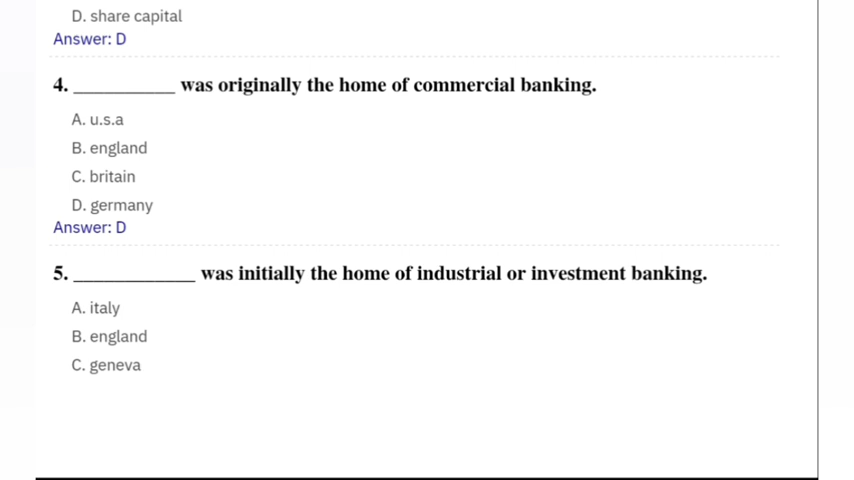 D. share capital
Answer: D
4. __________ was originally the home of commercial banking.
A. u.s.a
B. england
C. britain
D. germany
Answer: D
5. ____________ was initially the home of industrial or investment banking.
A. italy
B. england
C. geneva